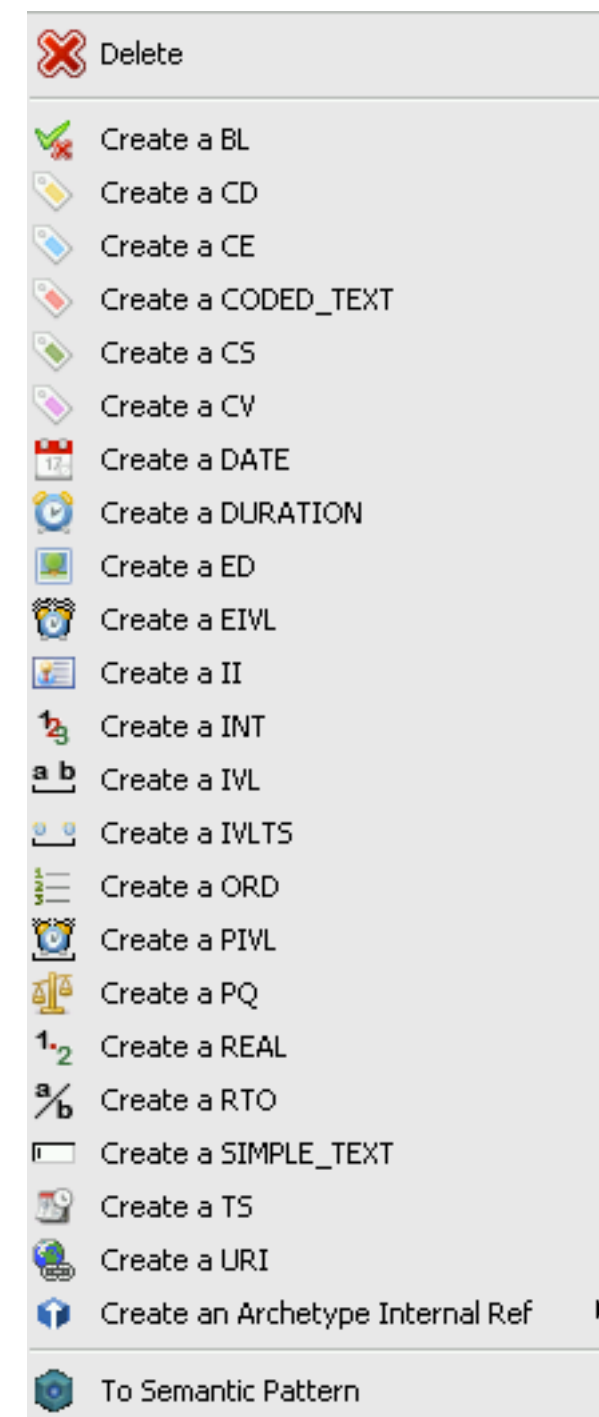 Delete
Create a BL
Create a CD
Create a CE
Create a CODED_TEXT
Create a CS
Create a CV
Create a DATE
Create a DURATION
Create a ED
Create a EIVL
Create a II
Create a INT
Create a IVL
Create a IVLTS
Create a ORD
Create a PIVL
Create a PQ
Create a REAL
Create a RTO
Create a SIMPLE_TEXT
Create a TS
Create a URI
Create an Archetype Internal Ref
To Semantic Pattern